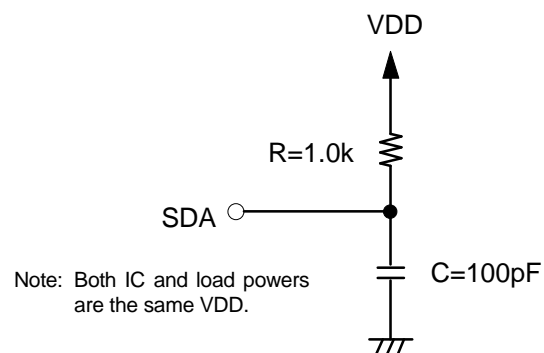 VDD
R=1.0k
SDA
C=100pF
Note: Both IC and load powers
are the same VDD.